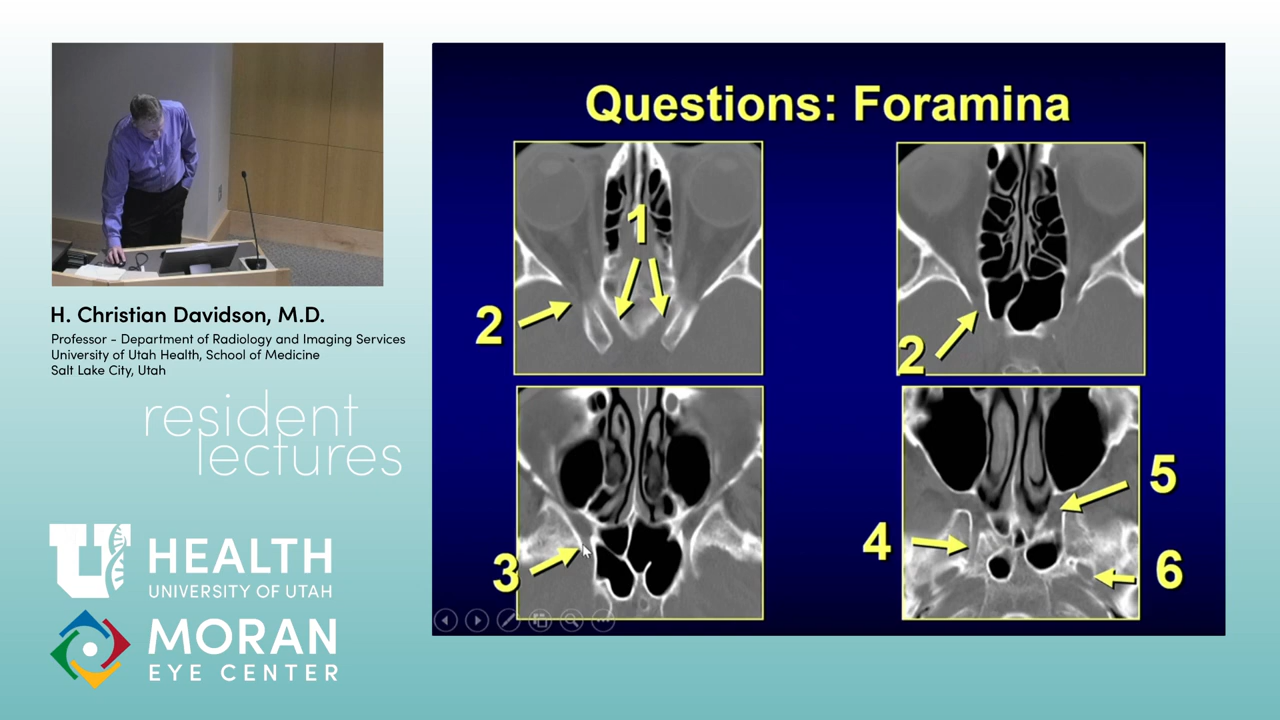 H. Christian Davidson, M.D.
Professor - Department of Radiology and Imaging Services
University of Utah Health, School of Medicine
Salt Lake City, Utah
resident
lectures
U HEALTH
UNIVERSITY OF UTAH
MORAN
EYE CENTER
Questions: Foramina
1
2
2
3
4
5
6